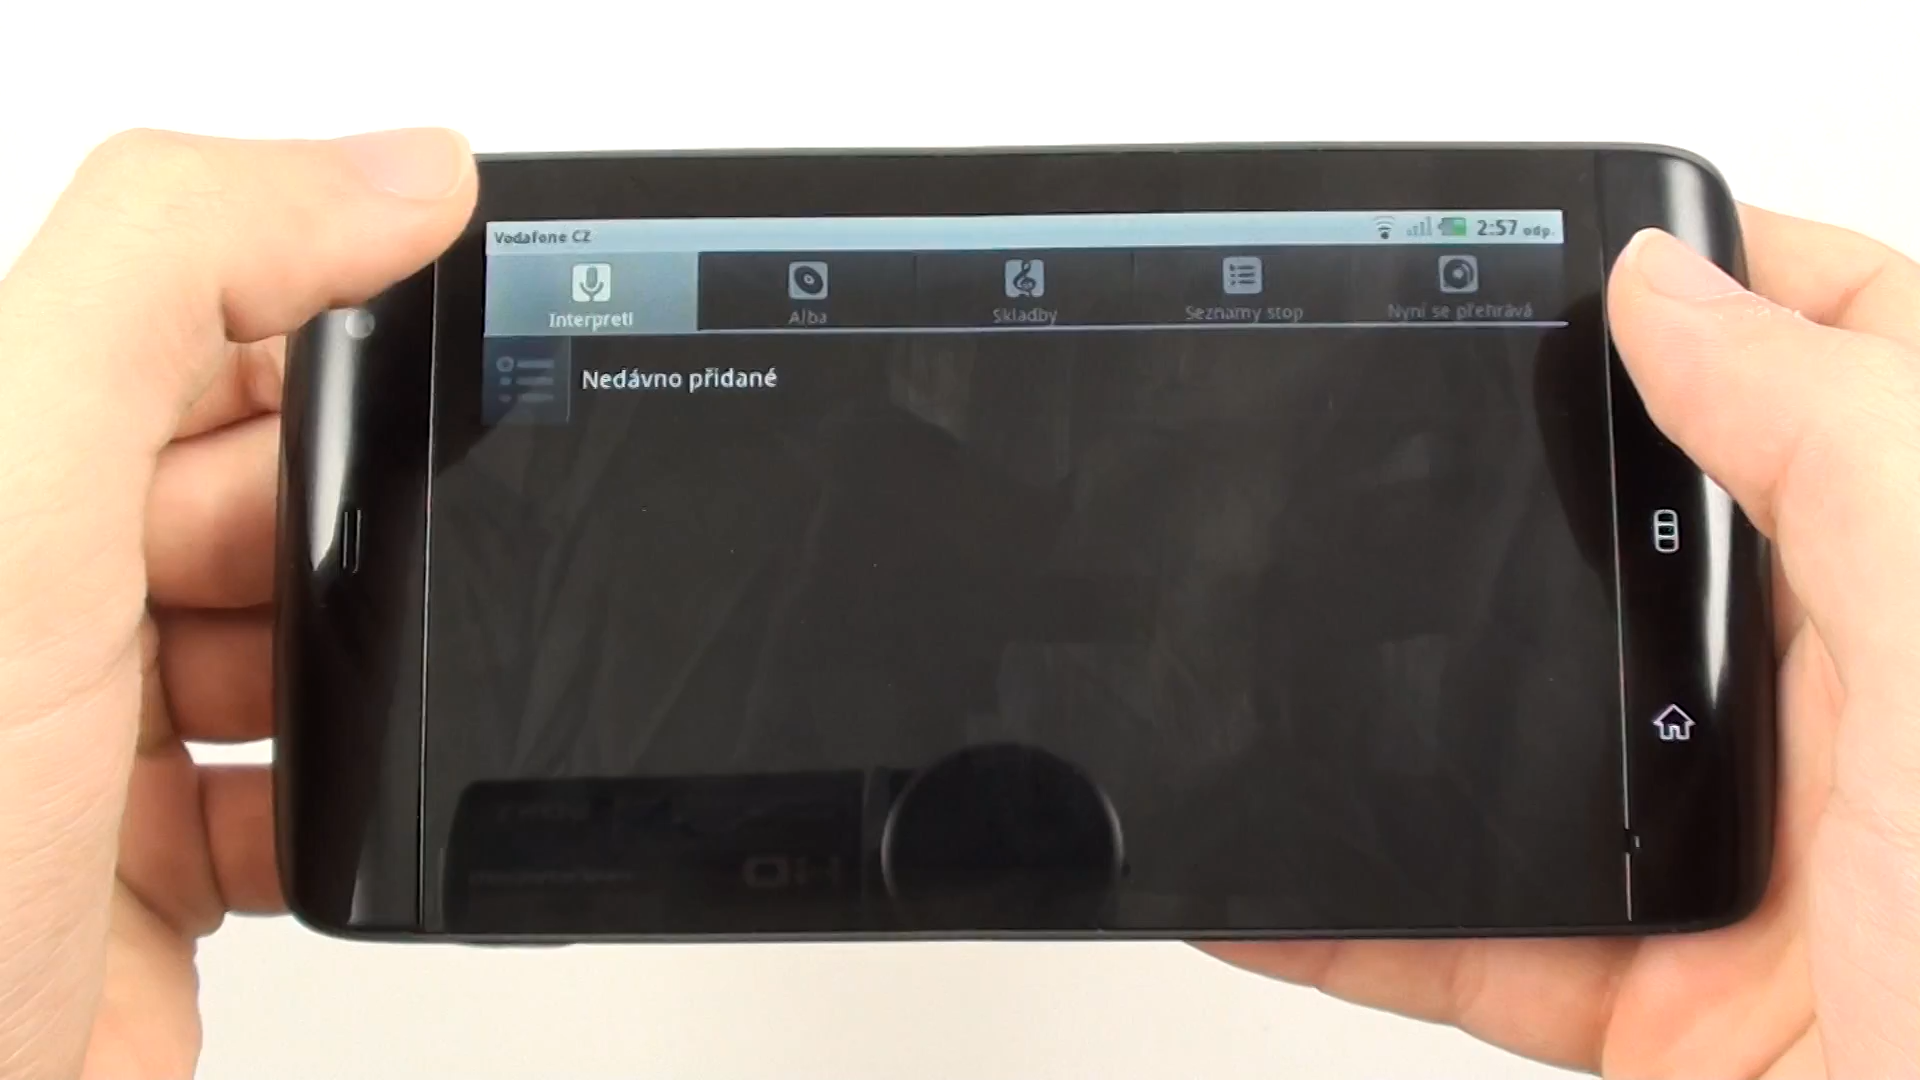 Vodafone CZ
2:57 odp.
Interpreti
Alba
Skladby
Seznamy stop
Nyní se přehrává
Nedávno přidané